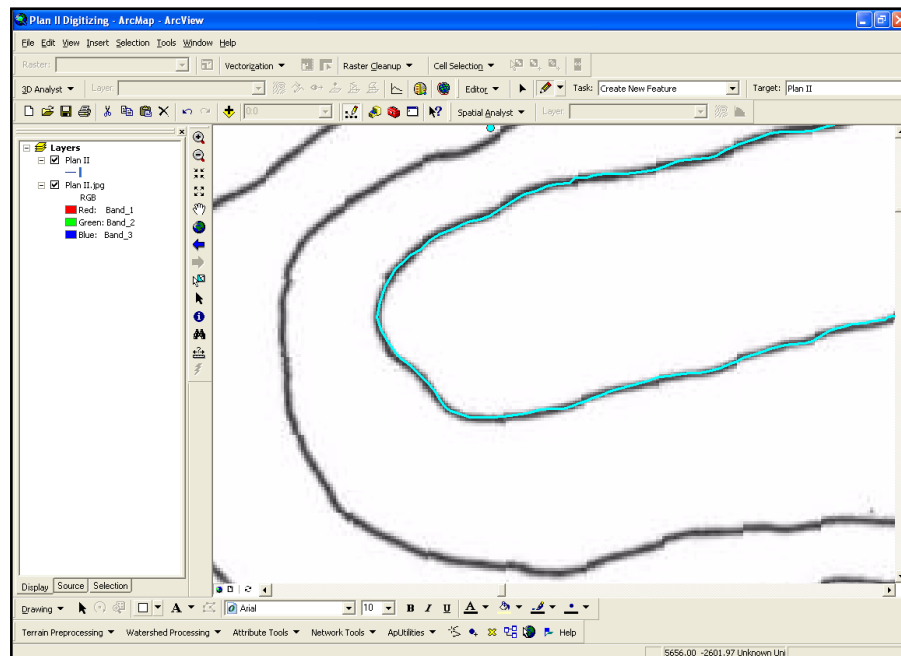 Plan II Digitizing - ArcMap - ArcView
File Edit View Insert Selection Tools Window Help
Raster: Vectorization Raster Cleanup Cell Selection
3D Analyst Layer: Editor Task: Create New Feature Target: Plan II
0:0 Spatial Analyst Layer:
Layers
Plan II
Plan II.jpg
RGB
Red: Band_1
Green: Band_2
Blue: Band_3
Display Source Selection
Drawing A Arial 10 B I U A
Terrain Preprocessing Watershed Processing Attribute Tools Network Tools ApUtilities Help
5656.00 -2601.97 Unknown Uni